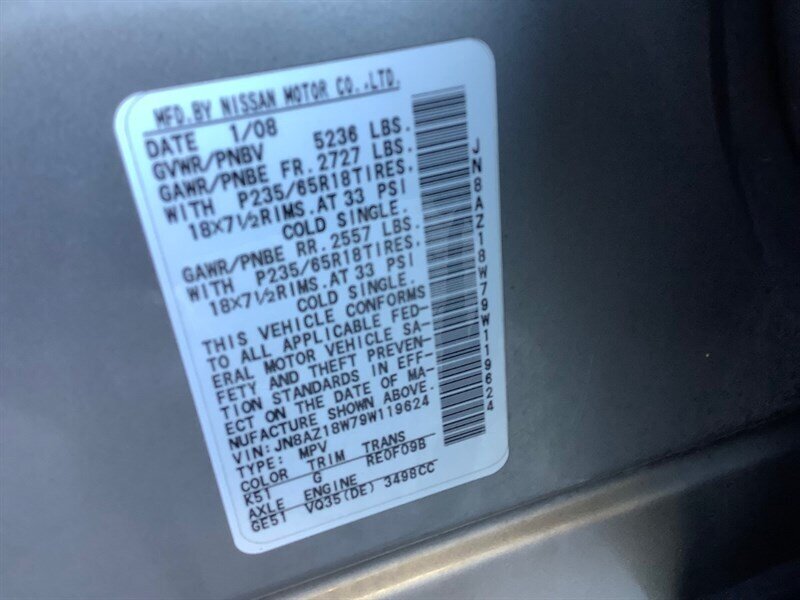 MFD.BY NISSAN MOTOR CO.,LTD.
DATE 1/08
GVWR/PNBV 5236 LBS.
GAWR/PNBE FR.2727 LBS.
WITH P235/65R18TIRES.
18X7½RIMS.AT 33 PSI
COLD SINGLE.
GAWR/PNBE RR.2557 LBS.
WITH P235/65R18TIRES.
18X7½RIMS.AT 33 PSI
COLD SINGLE.
THIS VEHICLE CONFORMS
TO ALL APPLICABLE FED-
ERAL MOTOR VEHICLE SA-
FETY AND THEFT PREVEN-
TION STANDARDS IN EFF-
ECT ON THE DATE OF MA-
NUFACTURE SHOWN ABOVE.
VIN:JN8AZ18W79W119624
TYPE: MPV
COLOR TRIM TRANS
K51 G RE0F09B
AXLE ENGINE
GE51 VQ35(DE) 3498CC
JN8AZ18W79W119624